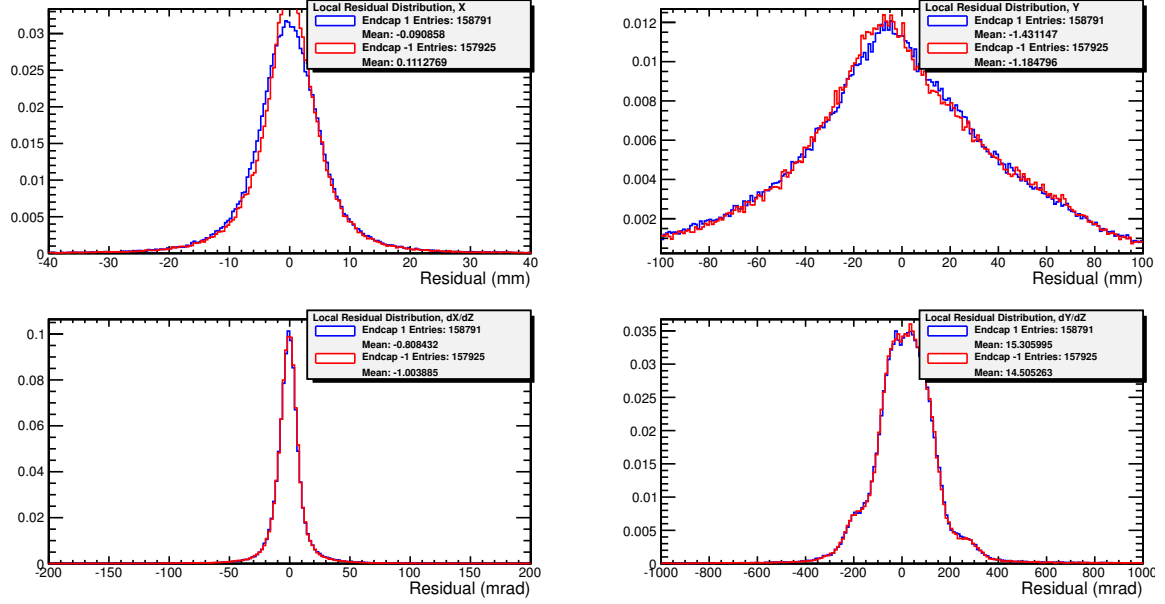 Local Residual Distribution, X
Endcap 1 Entries: 158791
Mean: -0.090858
Endcap -1 Entries: 157925
Mean: 0.1112769
0.03
0.025
0.02
0.015
0.01
0.005
0
-40 -30 -20 -10 0 10 20 30 40
Residual (mm)
Local Residual Distribution, Y
Endcap 1 Entries: 158791
Mean: -1.431147
Endcap -1 Entries: 157925
Mean: -1.184796
0.012
0.01
0.008
0.006
0.004
0.002
-100 -80 -60 -40 -20 0 20 40 60 80 100
Residual (mm)
Local Residual Distribution, dX/dZ
Endcap 1 Entries: 158791
Mean: -0.808432
Endcap -1 Entries: 157925
Mean: -1.003885
0.1
0.08
0.06
0.04
0.02
0
-200 -150 -100 -50 0 50 100 150 200
Residual (mrad)
Local Residual Distribution, dY/dZ
Endcap 1 Entries: 158791
Mean: 15.305995
Endcap -1 Entries: 157925
Mean: 14.505263
0.035
0.03
0.025
0.02
0.015
0.01
0.005
0
-1000 -800 -600 -400 -200 0 200 400 600 800 1000
Residual (mrad)